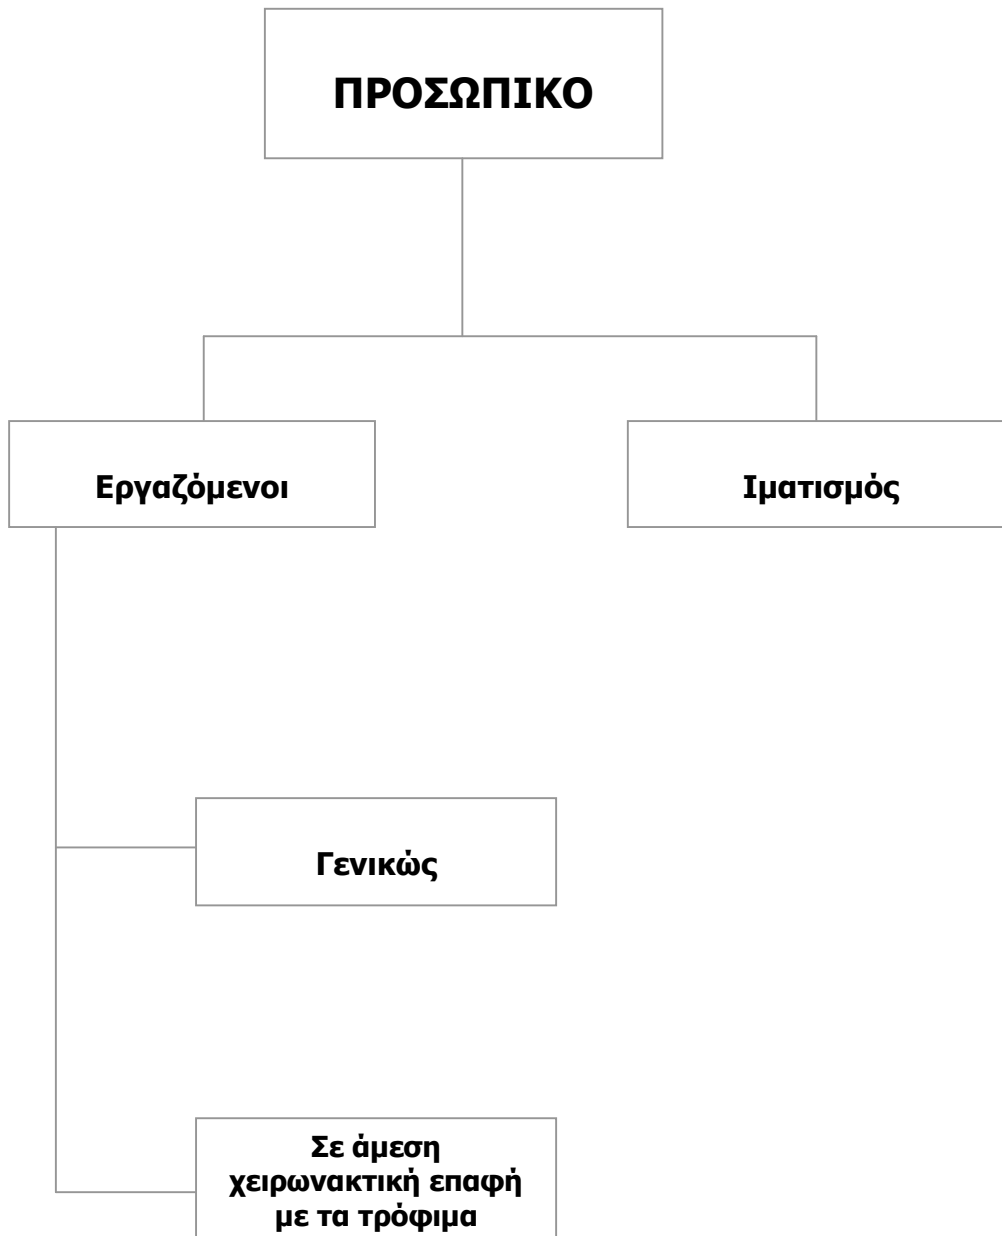 ΠΡΟΣΩΠΙΚΟ
Εργαζόμενοι
Ιματισμός
Γενικώς
Σε άμεση
χειρωνακτική επαφή
με τα τρόφιμα